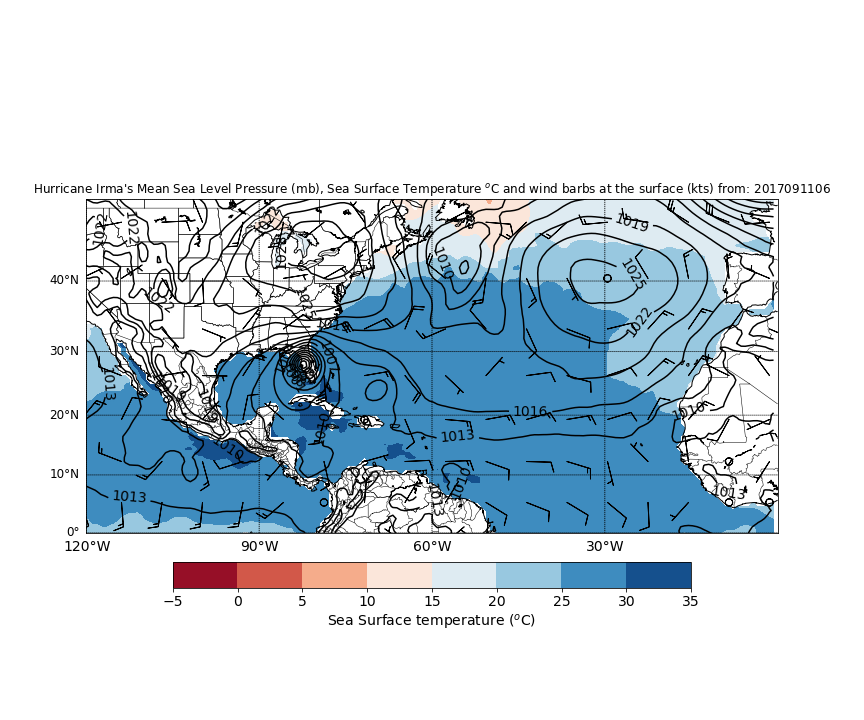 Hurricane Irma's Mean Sea Level Pressure (mb), Sea Surface Temperature °C and wind barbs at the surface (kts) from: 2017091106
1019
1022
1025
1022
1016
1013
1013
1013
1013
1010
40°N
30°N
20°N
10°N
0°
120°W 90°W 60°W 30°W
−5 0 5 10 15 20 25 30 35
Sea Surface temperature (°C)